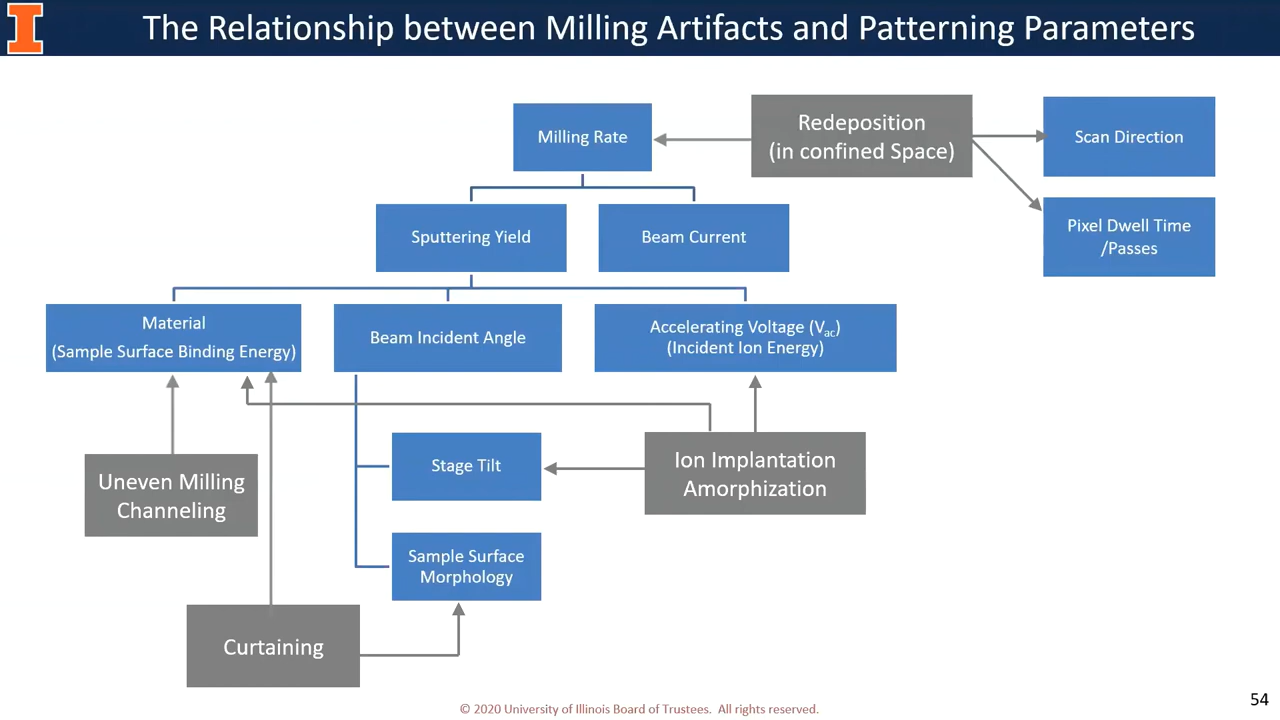 The Relationship between Milling Artifacts and Patterning Parameters
Milling Rate
Redeposition
(in confined Space)
Scan Direction
Pixel Dwell Time
/Passes
Sputtering Yield
Beam Current
Material
(Sample Surface Binding Energy)
Beam Incident Angle
Accelerating Voltage (Vac)
(Incident Ion Energy)
Uneven Milling
Channeling
Stage Tilt
Ion Implantation
Amorphization
Sample Surface
Morphology
Curtaining
54
© 2020 University of Illinois Board of Trustees. All rights reserved.